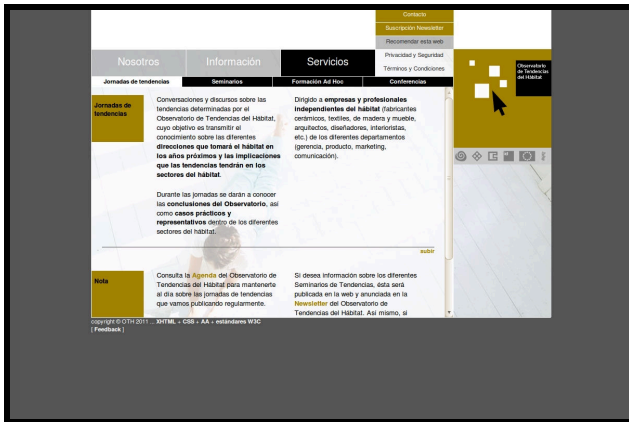 Contacto
Suscripción Newsletter
Recomendar esta web
Privacidad y Seguridad
Términos y Condiciones
Nosotros
Información
Servicios
Jornadas de tendencias
Seminarios
Formación Ad Hoc
Conferencias
Observatorio
de Tendencias
del Hábitat
Jornadas de
tendencias
Conversaciones y discursos sobre las
tendencias determinadas por el
Observatorio de Tendencias del Hábitat,
cuyo objetivo es transmitir el
conocimiento sobre las diferentes
direcciones que tomará el hábitat en
los años próximos y las implicaciones
que las tendencias tendrán en los
sectores del hábitat.
Durante las jornadas se darán a conocer
las conclusiones del Observatorio, así
como casos prácticos y
representativos dentro de los diferentes
sectores del hábitat.
Dirigido a empresas y profesionales
independientes del hábitat (fabricantes
cerámicos, textiles, de madera y mueble,
arquitectos, diseñadores, interioristas,
etc.) de los diferentes departamentos
(gerencia, producto, marketing,
comunicación).
subir
Nota
Consulta la Agenda del Observatorio de
Tendencias del Hábitat para mantenerte
al día sobre las jornadas de tendencias
que vamos publicando regularmente.
Si desea información sobre los diferentes
Seminarios de Tendencias, ésta será
publicada en la web y anunciada en la
Newsletter del Observatorio de
Tendencias del Hábitat. Así mismo, si
copyright © OTH 2011 ... XHTML + CSS + AA + estándares W3C
[ Feedback ]